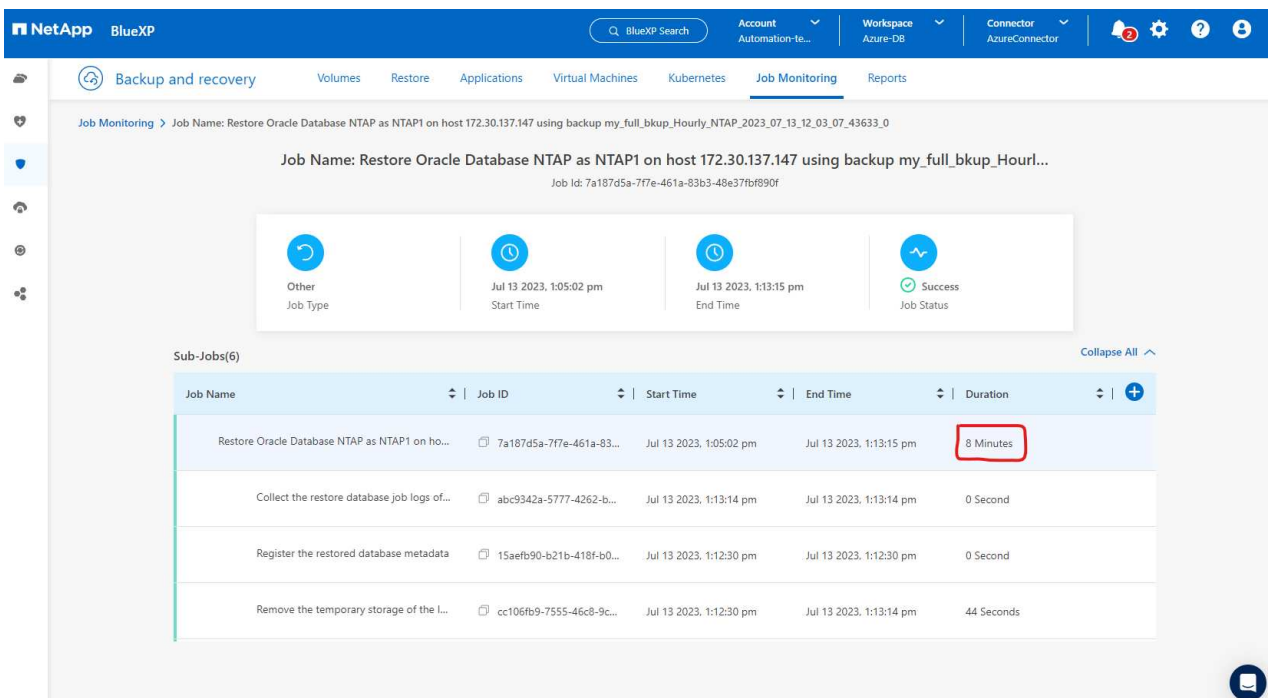 NetApp BlueXP BlueXP Search Account Workspace Connector
Automation-te... Azure-DB AzureConnector 2
Backup and recovery Volumes Restore Applications Virtual Machines Kubernetes Job Monitoring Reports
Job Monitoring > Job Name: Restore Oracle Database NTAP as NTAP1 on host 172.30.137.147 using backup my_full_bkup_Hourly_NTAP_2023_07_13_12_03_07_43633_0
Job Name: Restore Oracle Database NTAP as NTAP1 on host 172.30.137.147 using backup my_full_bkup_Hourl...
Job Id: 7a187d5a-7f7e-461a-83b3-48e37fbf890f
Other Jul 13 2023, 1:05:02 pm Jul 13 2023, 1:13:15 pm Success
Job Type Start Time End Time Job Status
Sub-Jobs(6) Collapse All
Job Name Job ID Start Time End Time Duration
Restore Oracle Database NTAP as NTAP1 on ho... 7a187d5a-7f7e-461a-83... Jul 13 2023, 1:05:02 pm Jul 13 2023, 1:13:15 pm 8 Minutes
Collect the restore database job logs of... abc9342a-5777-4262-b... Jul 13 2023, 1:13:14 pm Jul 13 2023, 1:13:14 pm 0 Second
Register the restored database metadata 15aefb90-b21b-418f-b0... Jul 13 2023, 1:12:30 pm Jul 13 2023, 1:12:30 pm 0 Second
Remove the temporary storage of the l... cc106fb9-7555-46c8-9c... Jul 13 2023, 1:12:30 pm Jul 13 2023, 1:13:14 pm 44 Seconds